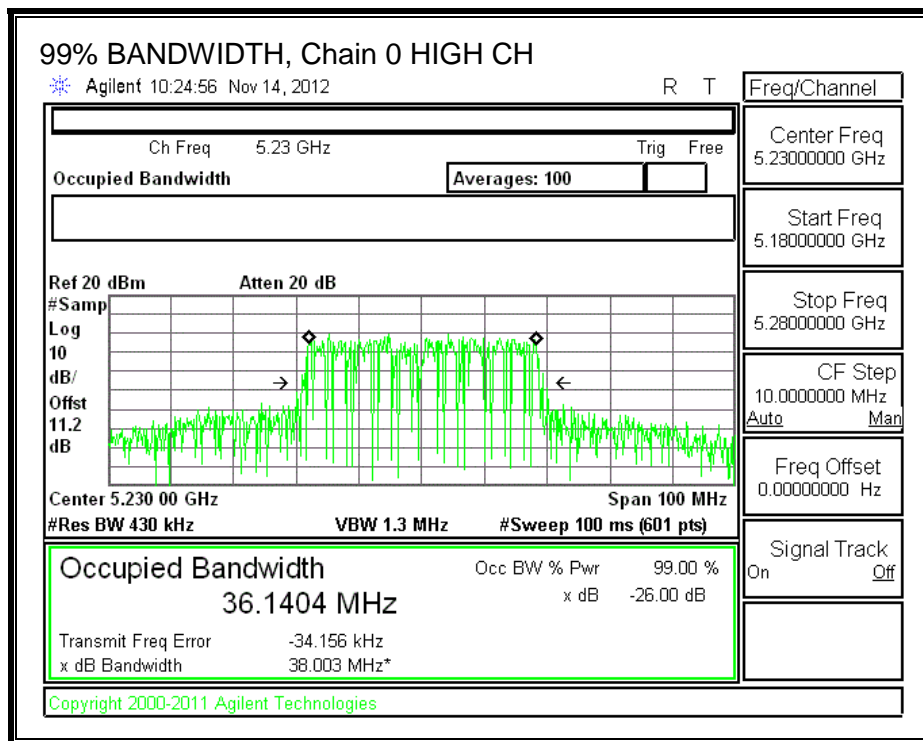 99% BANDWIDTH, Chain 0 HIGH CH
Agilent 10:24:56 Nov 14, 2012 R T
Freq/Channel
Ch Freq 5.23 GHz Trig Free
Occupied Bandwidth Averages: 100
Center Freq
5.23000000 GHz
Start Freq
5.18000000 GHz
Stop Freq
5.28000000 GHz
CF Step
10.0000000 MHz
Auto Man
Freq Offset
0.00000000 Hz
Signal Track
On Off
Ref 20 dBm Atten 20 dB
#Samp
Log
10
dB/
Offst
11.2
dB
Center 5.230 00 GHz Span 100 MHz
#Res BW 430 kHz VBW 1.3 MHz #Sweep 100 ms (601 pts)
Occupied Bandwidth Occ BW % Pwr 99.00 %
36.1404 MHz x dB -26.00 dB
Transmit Freq Error -34.156 kHz
x dB Bandwidth 38.003 MHz*
Copyright 2000-2011 Agilent Technologies